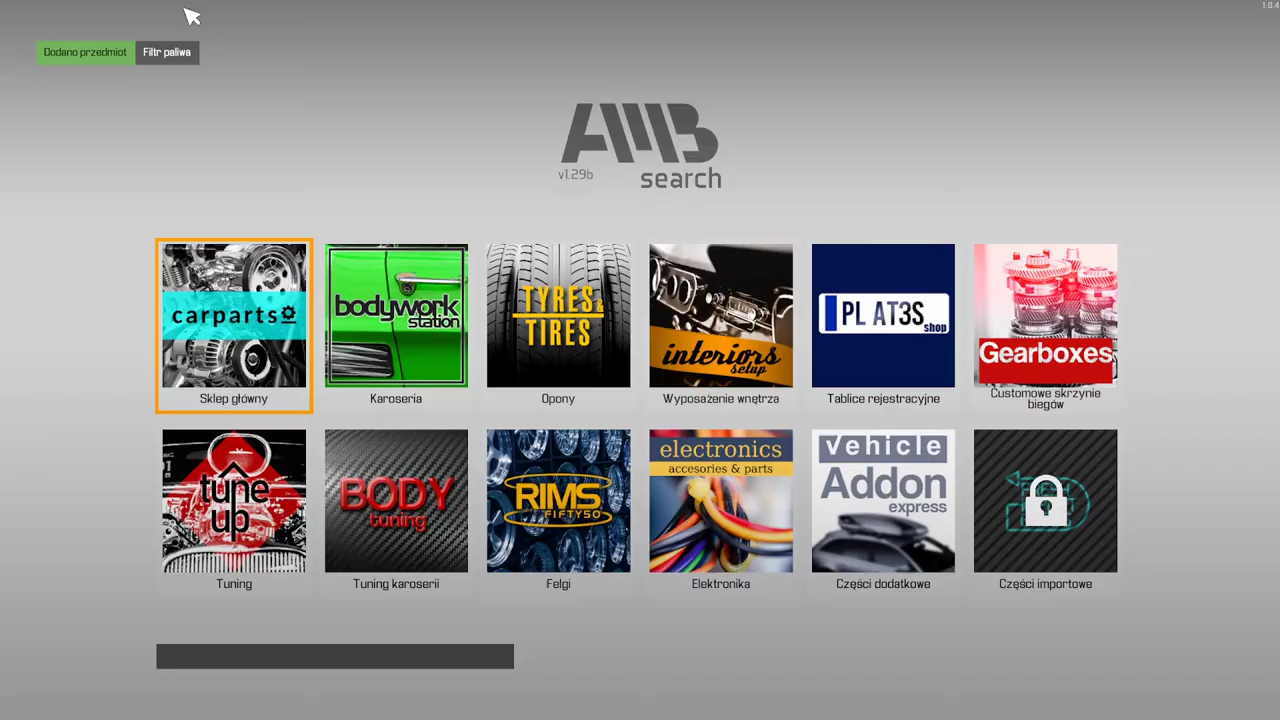 1.0.4
Dodano przedmiot Filtr paliwa
AMB
v1.29b search
carparts
Sklep główny
bodywork
station
Karoseria
TYRES &
TIRES
Opony
interiors
setup
Wyposażenie wnętrza
PL AT3S
shop
Tablice rejestracyjne
Gearboxes
Customowe skrzynie
biegów
tune
up
Tuning
BODY
tuning
Tuning karoserii
RIMS
FIFTY50
Felgi
electronics
accesories & parts
Elektronika
vehicle
Addon
express
Części dodatkowe
Części importowe